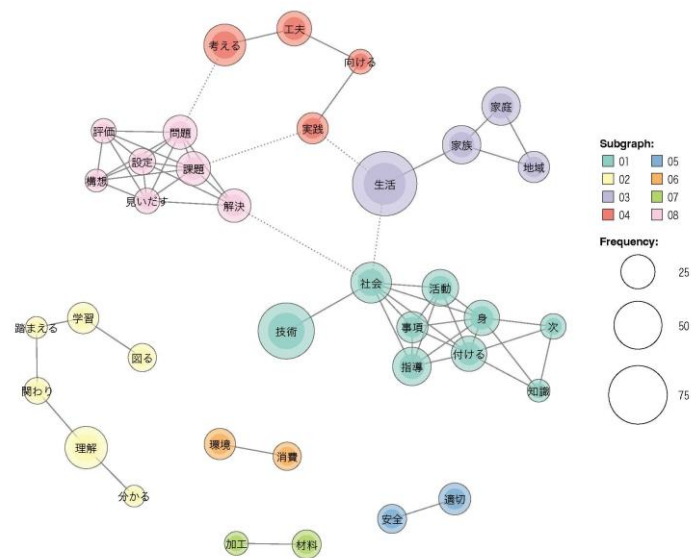 工夫
考える
向ける
実践
家庭
家族
地域
生活
評価
問題
設定
課題
構想
見いだす
解決
社会
活動
技術
事項
身
次
指導
付ける
知識
学習
踏まえる
図る
関わり
理解
分かる
環境
消費
適切
安全
加工
材料
Subgraph:
01 05
02 06
03 07
04 08
Frequency:
25
50
75